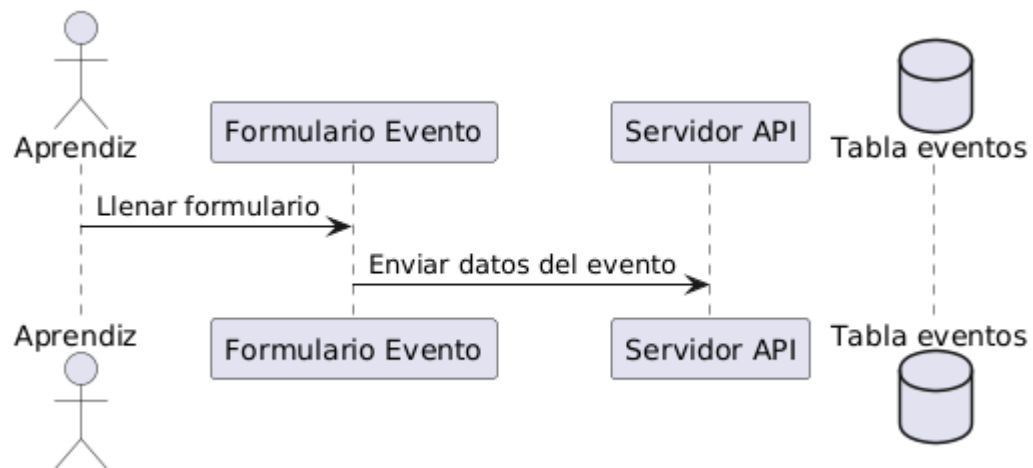 Aprendiz
Formulario Evento
Servidor API
Tabla eventos
Llenar formulario
Enviar datos del evento
Aprendiz
Formulario Evento
Servidor API
Tabla eventos